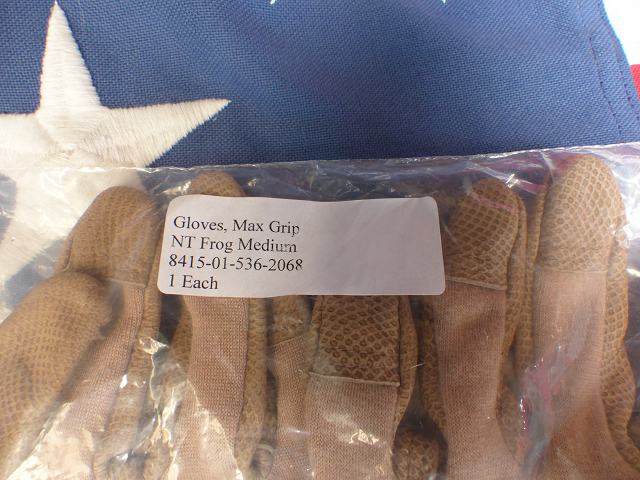 Gloves, Max Grip
NT Frog Medium
8415-01-536-2068
1 Each